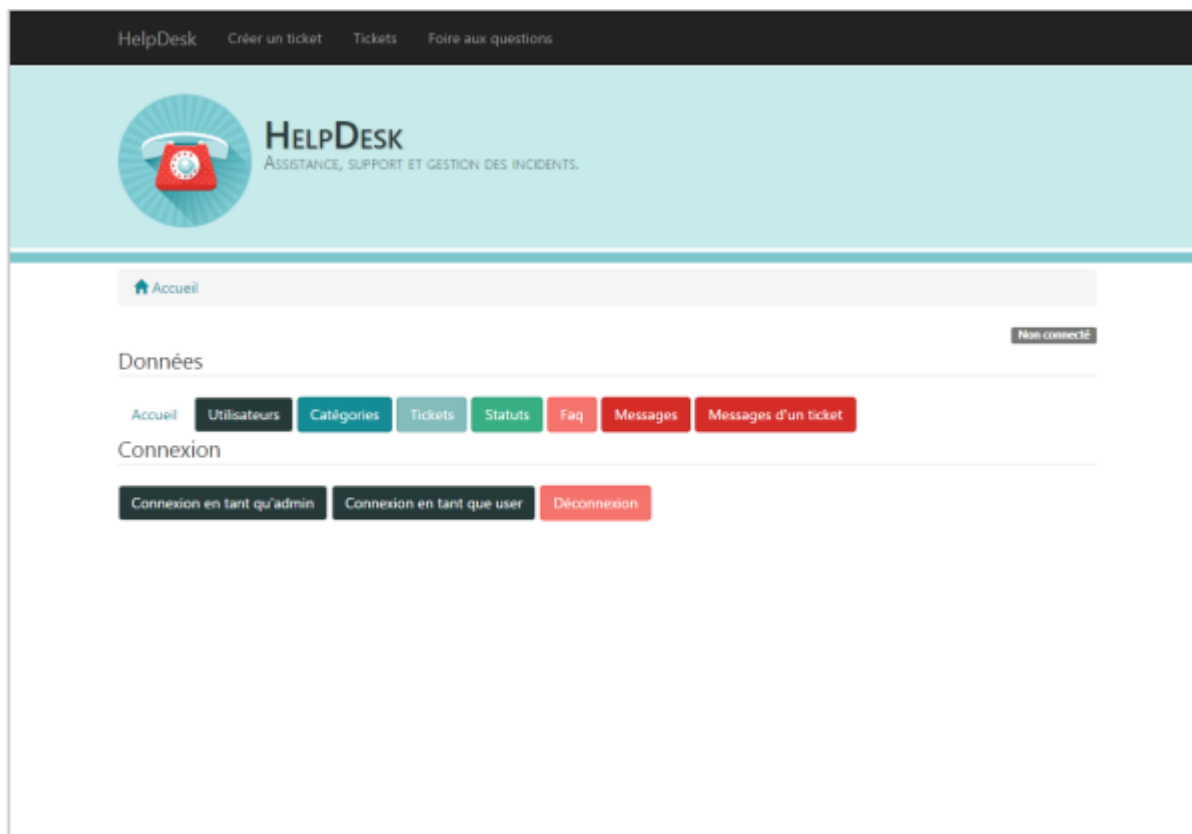 HelpDesk Créer un ticket Tickets Foire aux questions
HELPDESK
ASSISTANCE, SUPPORT ET GESTION DES INCIDENTS.
Accueil
Non connecté
Données
Accueil Utilisateurs Catégories Tickets Statuts Faq Messages Messages d'un ticket
Connexion
Connexion en tant qu'admin Connexion en tant que user Déconnexion